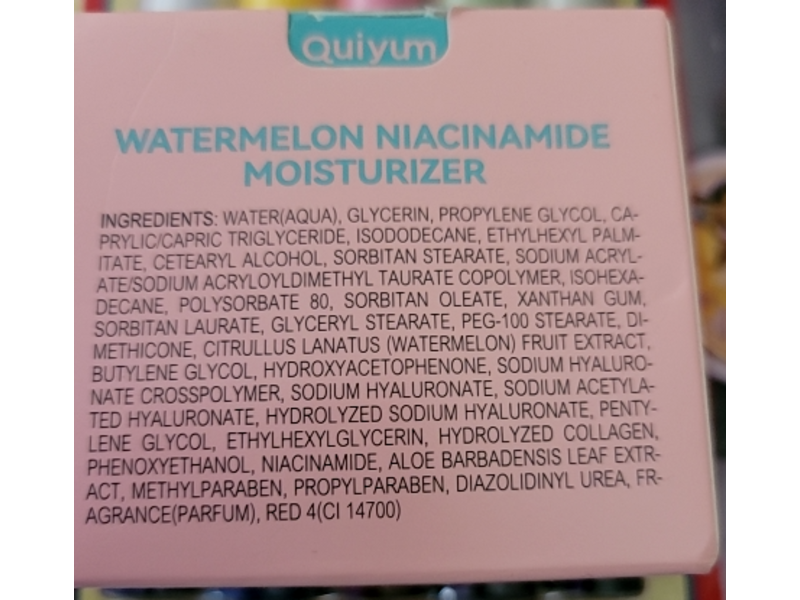 Quiyum
WATERMELON NIACINAMIDE
MOISTURIZER
INGREDIENTS: WATER(AQUA), GLYCERIN, PROPYLENE GLYCOL, CA-
PRYLIC/CAPRIC TRIGLYCERIDE, ISODODECANE, ETHYLHEXYL PALM-
ITATE, CETEARYL ALCOHOL, SORBITAN STEARATE, SODIUM ACRYL-
ATE/SODIUM ACRYLOYLDIMETHYL TAURATE COPOLYMER, ISOHEXA-
DECANE, POLYSORBATE 80, SORBITAN OLEATE, XANTHAN GUM,
SORBITAN LAURATE, GLYCERYL STEARATE, PEG-100 STEARATE, DI-
METHICONE, CITRULLUS LANATUS (WATERMELON) FRUIT EXTRACT,
BUTYLENE GLYCOL, HYDROXYACETOPHENONE, SODIUM HYALURO-
NATE CROSSPOLYMER, SODIUM HYALURONATE, SODIUM ACETYLA-
TED HYALURONATE, HYDROLYZED SODIUM HYALURONATE, PENTY-
LENE GLYCOL, ETHYLHEXYLGLYCERIN, HYDROLYZED COLLAGEN,
PHENOXYETHANOL, NIACINAMIDE, ALOE BARBADENSIS LEAF EXTR-
ACT, METHYLPARABEN, PROPYLPARABEN, DIAZOLIDINYL UREA, FR-
AGRANCE(PARFUM), RED 4(CI 14700)